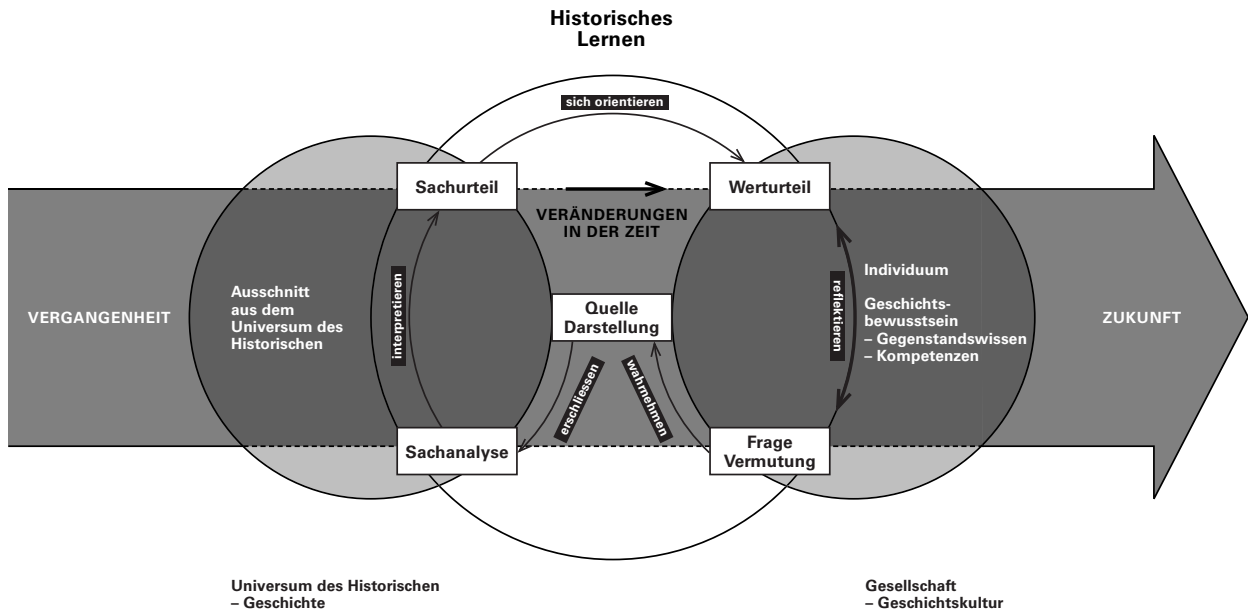 Historisches
Lernen
sich orientieren
Sachurteil
Werturteil
VERÄNDERUNGEN
IN DER ZEIT
VERGANGENHEIT
Ausschnitt
aus dem
Universum des
Historischen
interpretieren
Quelle
Darstellung
reflektieren
Individuum
Geschichts-
bewusstsein
– Gegenstandswissen
– Kompetenzen
ZUKUNFT
erschliessen
wahrnehmen
Sachanalyse
Frage
Vermutung
Universum des Historischen
– Geschichte
Gesellschaft
– Geschichtskultur